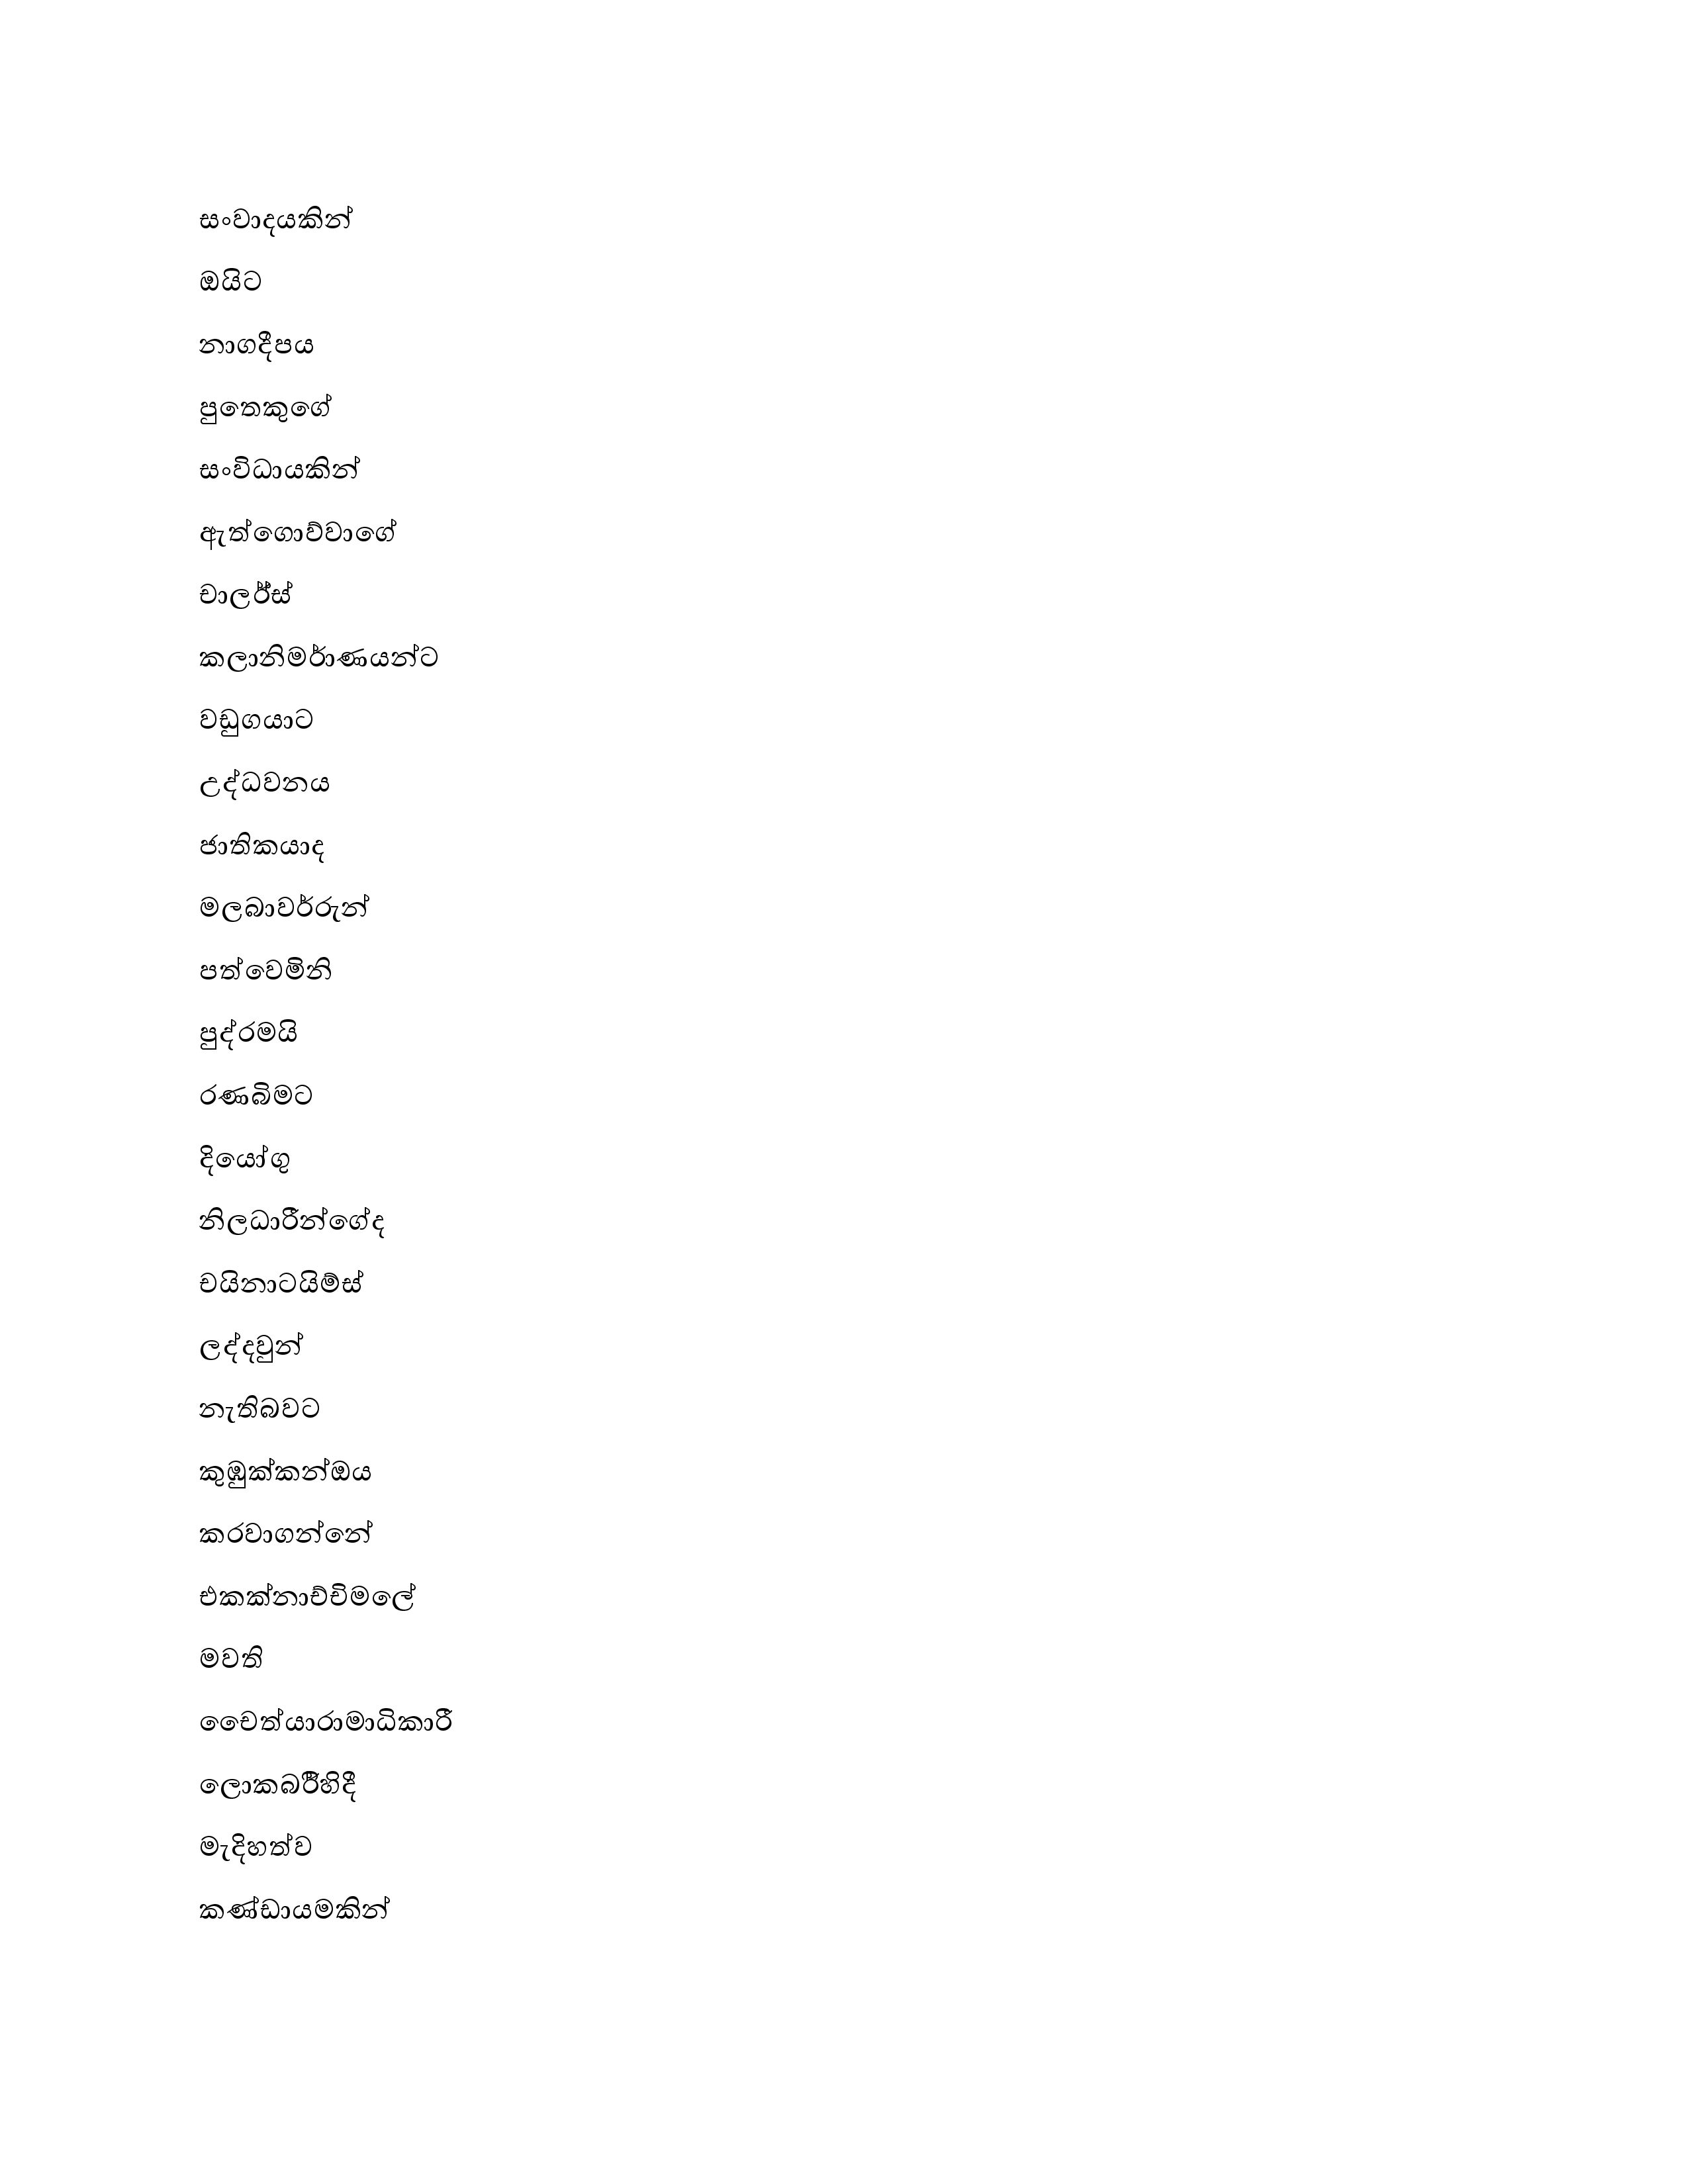 සංවාදයකින්
ඔයිට
නාගදීපය
පුතෙකුගේ
සංවිධායකින්
ඇත්ගොව්වාගේ
චාලර්ස්
කලානිමර්ාණයන්ට
වඩුගයාට
උද්ධවනය
ජාතිකයාද
මලබාවර්රුන්
පත්වෙමිනි
පුද්රමයි
රණබිමට
දියෝගු
නිලධාරීන්ගේද
චයිනාටයිම්ස්
ලද්දවුන්
නැතිබවට
කුඹුක්කන්ඔය
කරවාගන්නේ
එකක්නාච්චිමලේ
මවති
චෛත්යාරාමාධිකාරී
ලොකබර්රිහිදී
මැදිහත්ව
කණ්ඩායමකින්